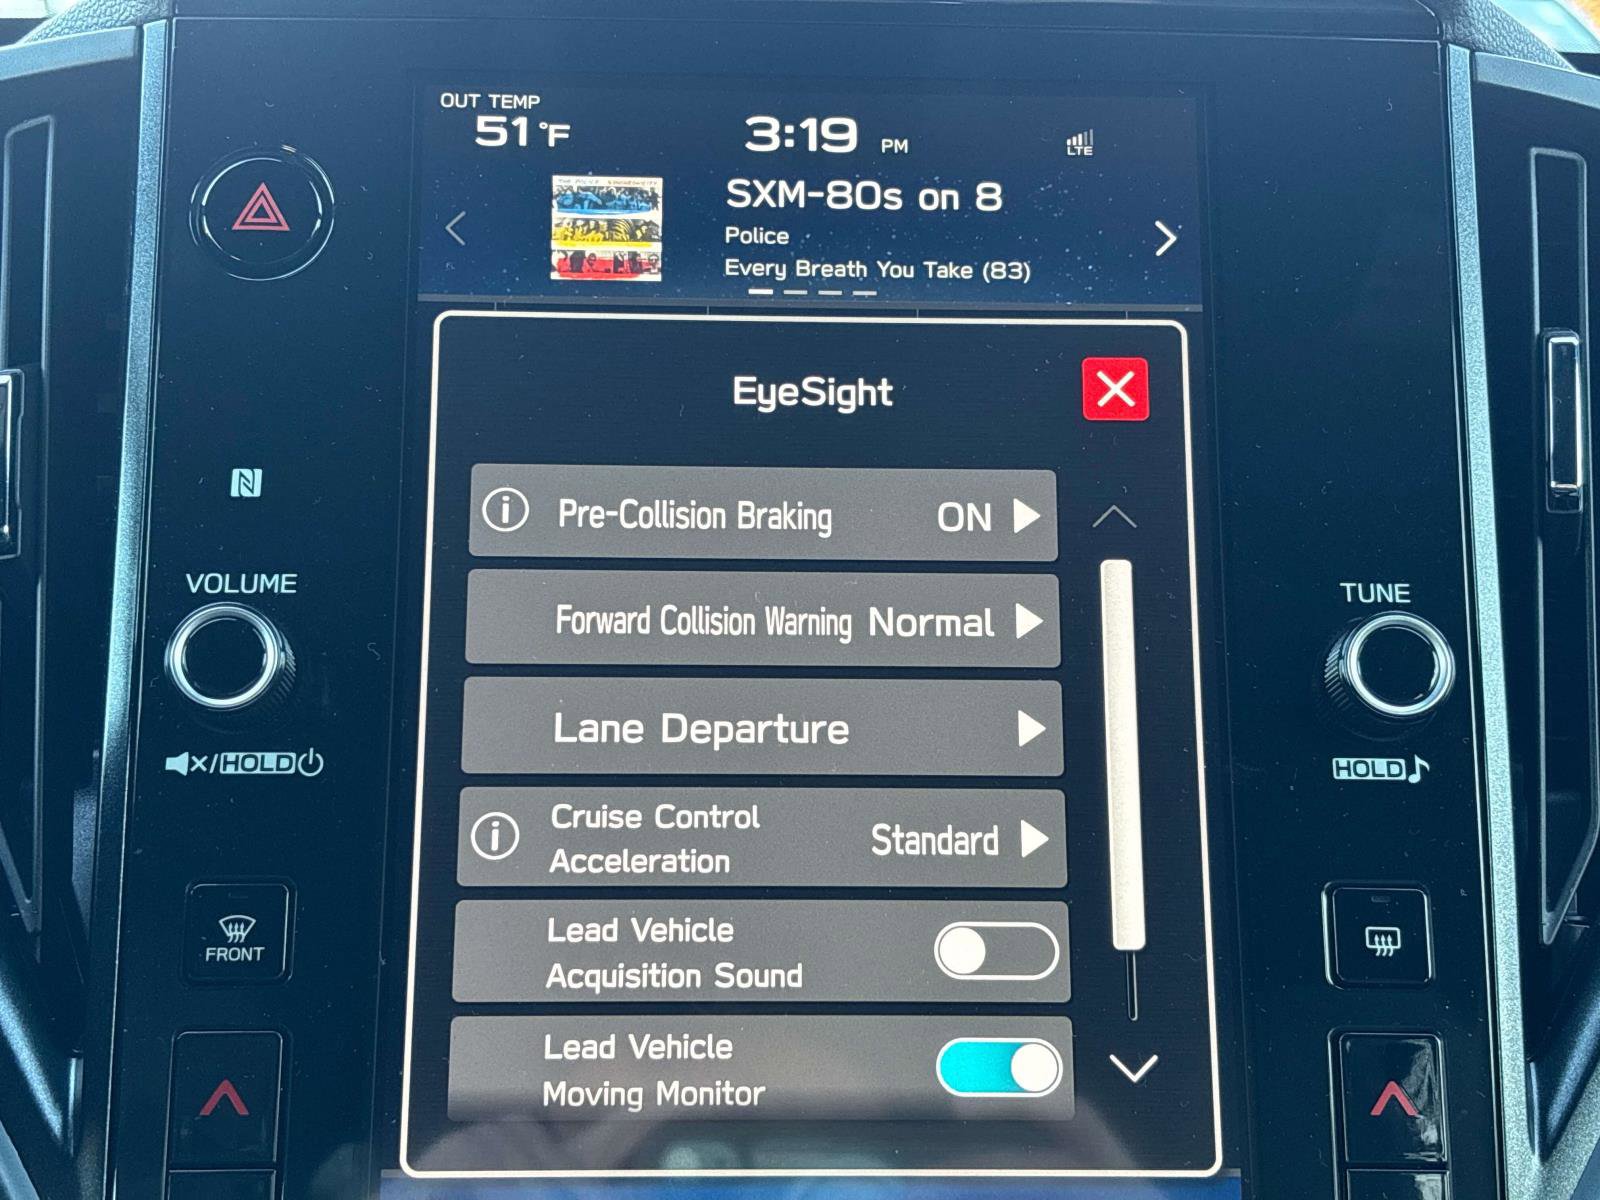 OUT TEMP
51°F
3:19 PM
LTE
SXM-80s on 8
Police
Every Breath You Take (83)
EyeSight
Pre-Collision Braking ON
Forward Collision Warning Normal
Lane Departure
Cruise Control
Acceleration
Standard
Lead Vehicle
Acquisition Sound
Lead Vehicle
Moving Monitor
VOLUME
HOLD
FRONT
TUNE
HOLD